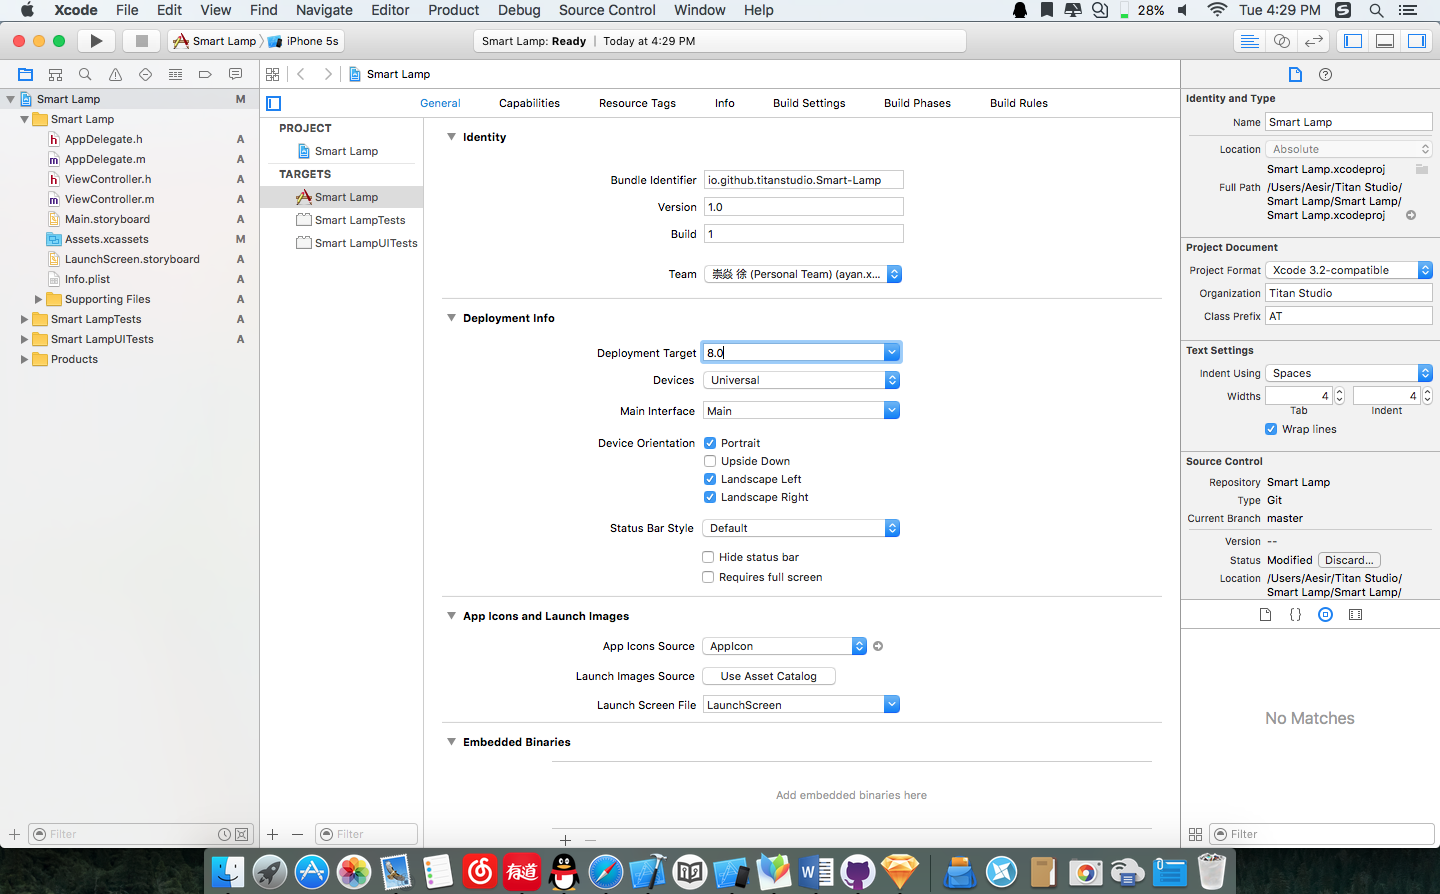 Xcode File Edit View Find Navigate Editor Product Debug Source Control Window Help 28% Tue 4:29 PM
Smart Lamp iPhone 5s Smart Lamp: Ready | Today at 4:29 PM
Smart Lamp M
Smart Lamp
AppDelegate.h A
AppDelegate.m A
ViewController.h A
ViewController.m A
Main.storyboard A
Assets.xcassets M
LaunchScreen.storyboard A
Info.plist A
Supporting Files A
Smart LampTests A
Smart LampUITests A
Products
Filter
Smart Lamp
General Capabilities Resource Tags Info Build Settings Build Phases Build Rules
PROJECT
Smart Lamp
TARGETS
Smart Lamp
Smart LampTests
Smart LampUITests
Filter
Identity
Bundle Identifier io.github.titanstudio.Smart-Lamp
Version 1.0
Build 1
Team 崇焱 徐 (Personal Team) (ayan.x...
Deployment Info
Deployment Target 8.0
Devices Universal
Main Interface Main
Device Orientation Portrait
Upside Down
Landscape Left
Landscape Right
Status Bar Style Default
Hide status bar
Requires full screen
App Icons and Launch Images
App Icons Source AppIcon
Launch Images Source Use Asset Catalog
Launch Screen File LaunchScreen
Embedded Binaries
Add embedded binaries here
Identity and Type
Name Smart Lamp
Location Absolute
Smart Lamp.xcodeproj
Full Path /Users/Aesir/Titan Studio/
Smart Lamp/Smart Lamp/
Smart Lamp.xcodeproj
Project Document
Project Format Xcode 3.2-compatible
Organization Titan Studio
Class Prefix AT
Text Settings
Indent Using Spaces
Widths 4 4
Tab Indent
Wrap lines
Source Control
Repository Smart Lamp
Type Git
Current Branch master
Version --
Status Modified Discard...
Location /Users/Aesir/Titan Studio/
Smart Lamp/Smart Lamp/
{}
No Matches
Filter
有道